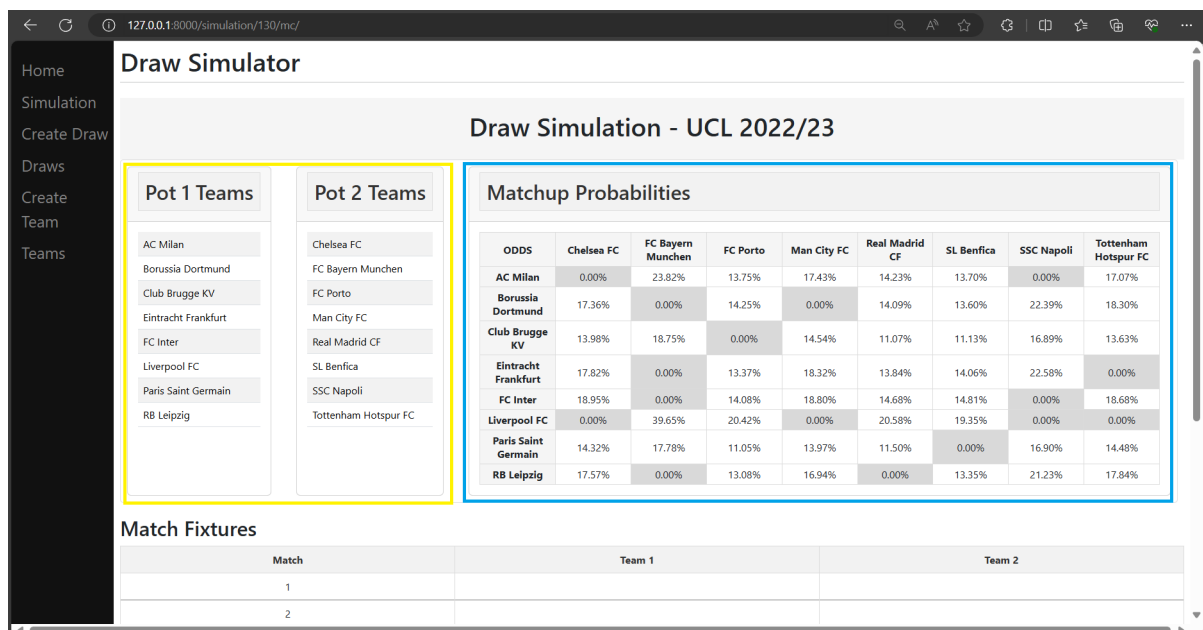 127.0.0.1:8000/simulation/130/mc/
Home
Simulation
Create Draw
Draws
Create
Team
Teams
Draw Simulator
Draw Simulation - UCL 2022/23
Pot 1 Teams
AC Milan
Borussia Dortmund
Club Brugge KV
Eintracht Frankfurt
FC Inter
Liverpool FC
Paris Saint Germain
RB Leipzig
Pot 2 Teams
Chelsea FC
FC Bayern Munchen
FC Porto
Man City FC
Real Madrid CF
SL Benfica
SSC Napoli
Tottenham Hotspur FC
Matchup Probabilities
ODDS Chelsea FC FC Bayern Munchen FC Porto Man City FC Real Madrid CF SL Benfica SSC Napoli Tottenham Hotspur FC
AC Milan 0.00% 23.82% 13.75% 17.43% 14.23% 13.70% 0.00% 17.07%
Borussia Dortmund 17.36% 0.00% 14.25% 0.00% 14.09% 13.60% 22.39% 18.30%
Club Brugge KV 13.98% 18.75% 0.00% 14.54% 11.07% 11.13% 16.89% 13.63%
Eintracht Frankfurt 17.82% 0.00% 13.37% 18.32% 13.84% 14.06% 22.58% 0.00%
FC Inter 18.95% 0.00% 14.08% 18.80% 14.68% 14.81% 0.00% 18.68%
Liverpool FC 0.00% 39.65% 20.42% 0.00% 20.58% 19.35% 0.00% 0.00%
Paris Saint Germain 14.32% 17.78% 11.05% 13.97% 11.50% 0.00% 16.90% 14.48%
RB Leipzig 17.57% 0.00% 13.08% 16.94% 0.00% 13.35% 21.23% 17.84%
Match Fixtures
Match Team 1 Team 2
1
2